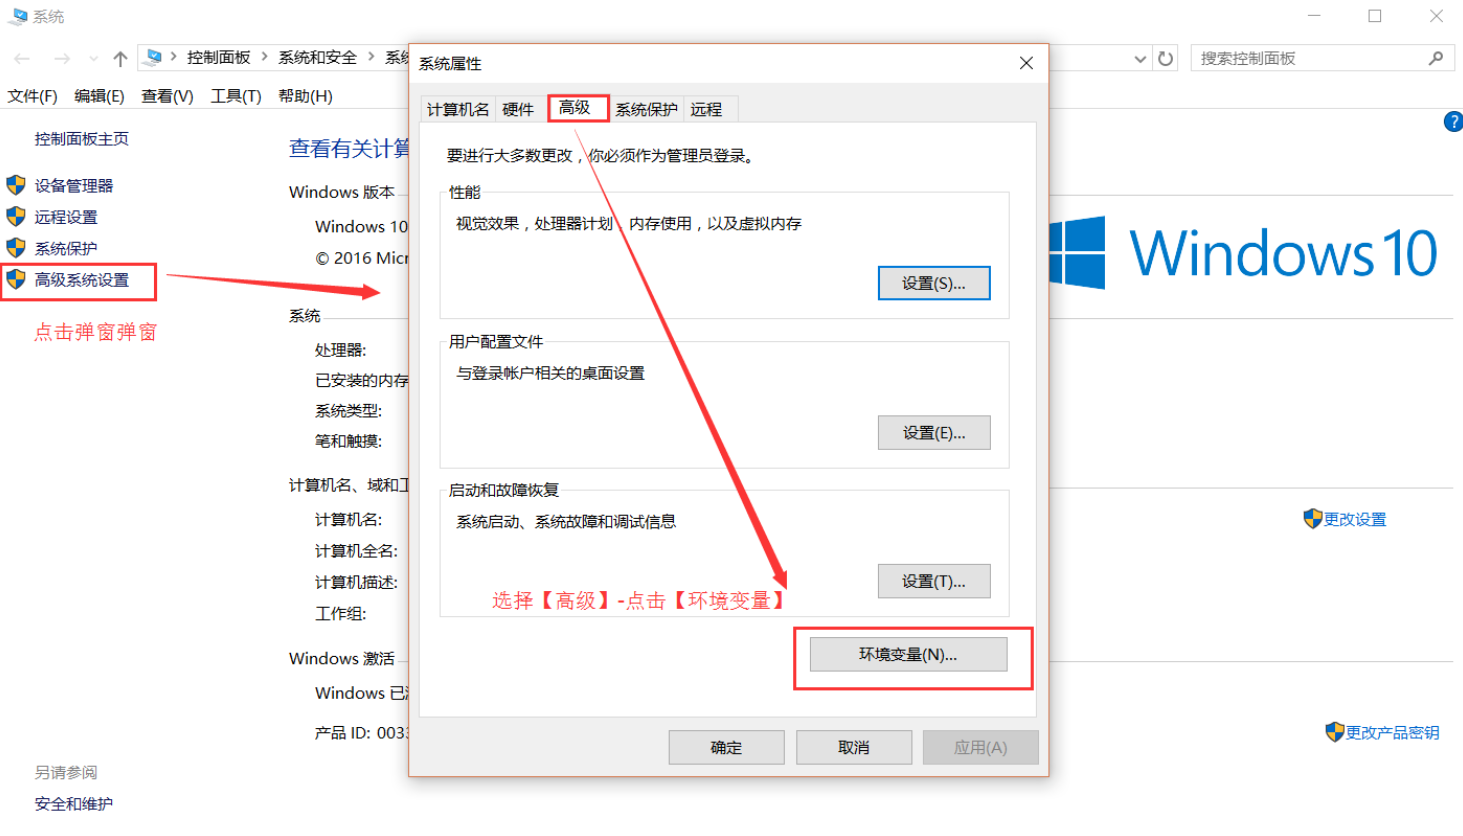 系统
控制面板 > 系统和安全 > 系统
搜索控制面板
文件(F) 编辑(E) 查看(V) 工具(T) 帮助(H)
控制面板主页
设备管理器
远程设置
系统保护
高级系统设置
点击弹窗弹窗
另请参阅
安全和维护
查看有关计算
Windows 版本
Windows 10
© 2016 Micr
系统
处理器:
已安装的内存
系统类型:
笔和触摸:
计算机名、域和工
计算机名:
计算机全名:
计算机描述:
工作组:
Windows 激活
Windows 已
产品 ID: 0033
系统属性
计算机名 硬件 高级 系统保护 远程
要进行大多数更改，你必须作为管理员登录。
性能
视觉效果，处理器计划，内存使用，以及虚拟内存
设置(S)...
用户配置文件
与登录帐户相关的桌面设置
设置(E)...
启动和故障恢复
系统启动、系统故障和调试信息
设置(T)...
选择【高级】-点击【环境变量】
环境变量(N)...
确定 取消 应用(A)
?
Windows 10
更改设置
更改产品密钥